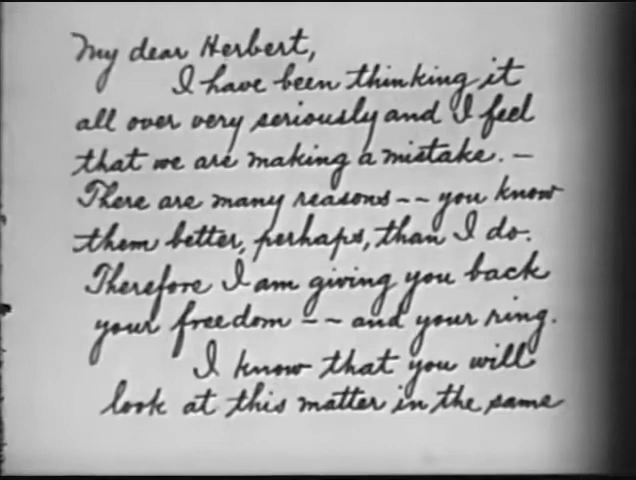 My dear Herbert,
I have been thinking it
all over very seriously and I feel
that we are making a mistake. —
There are many reasons -- you know
them better, perhaps, than I do.
Therefore I am giving you back
your freedom -- and your ring.
I know that you will
look at this matter in the same